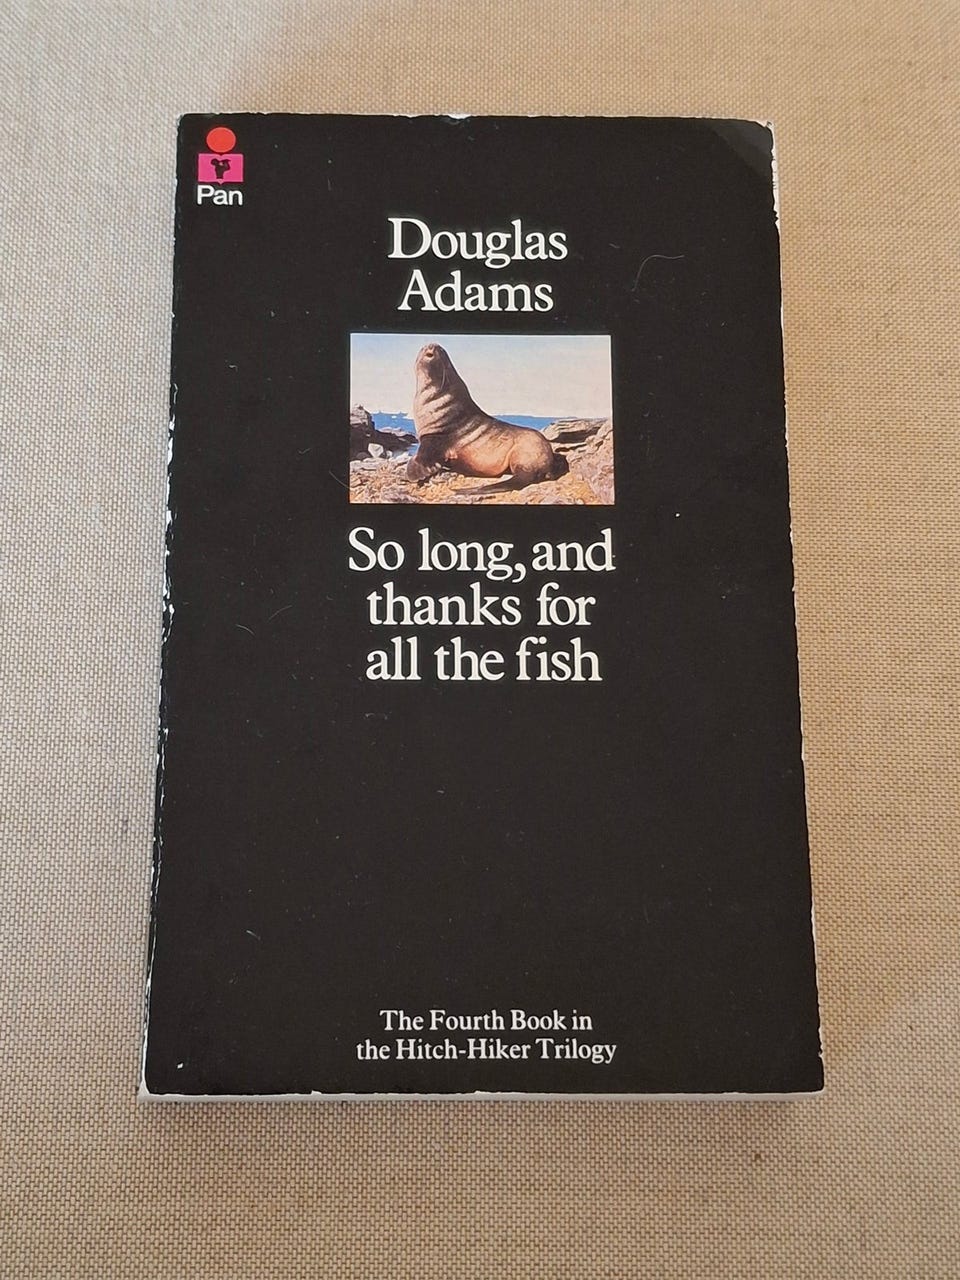 Pan
Douglas
Adams
So long, and
thanks for
all the fish
The Fourth Book in
the Hitch-Hiker Trilogy